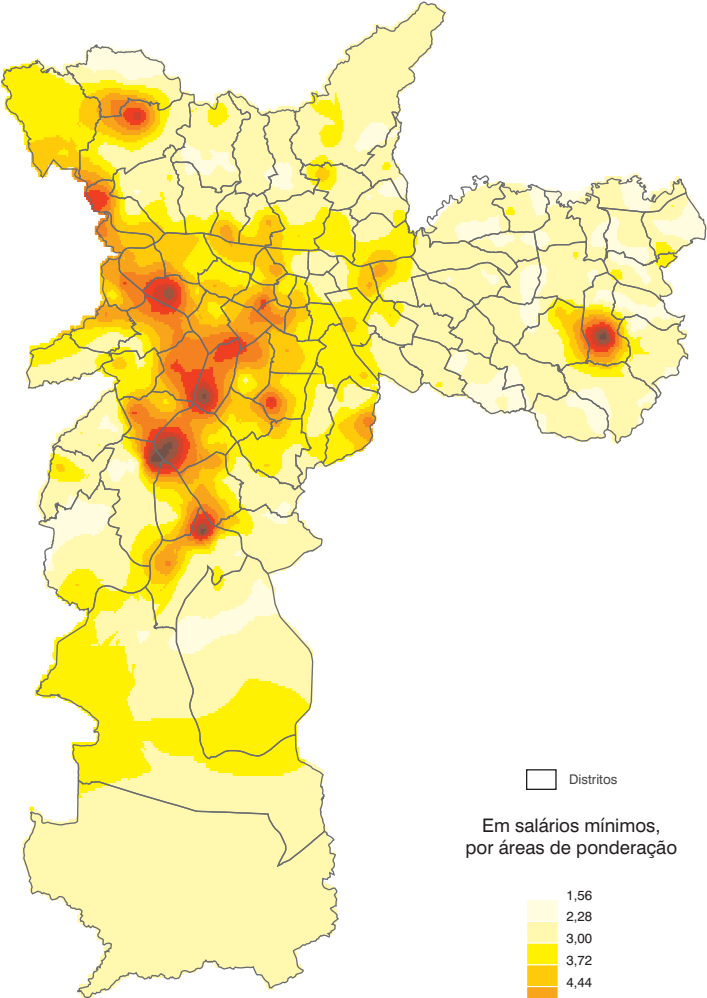 Distritos
Em salários mínimos,
por áreas de ponderação
1,56
2,28
3,00
3,72
4,44